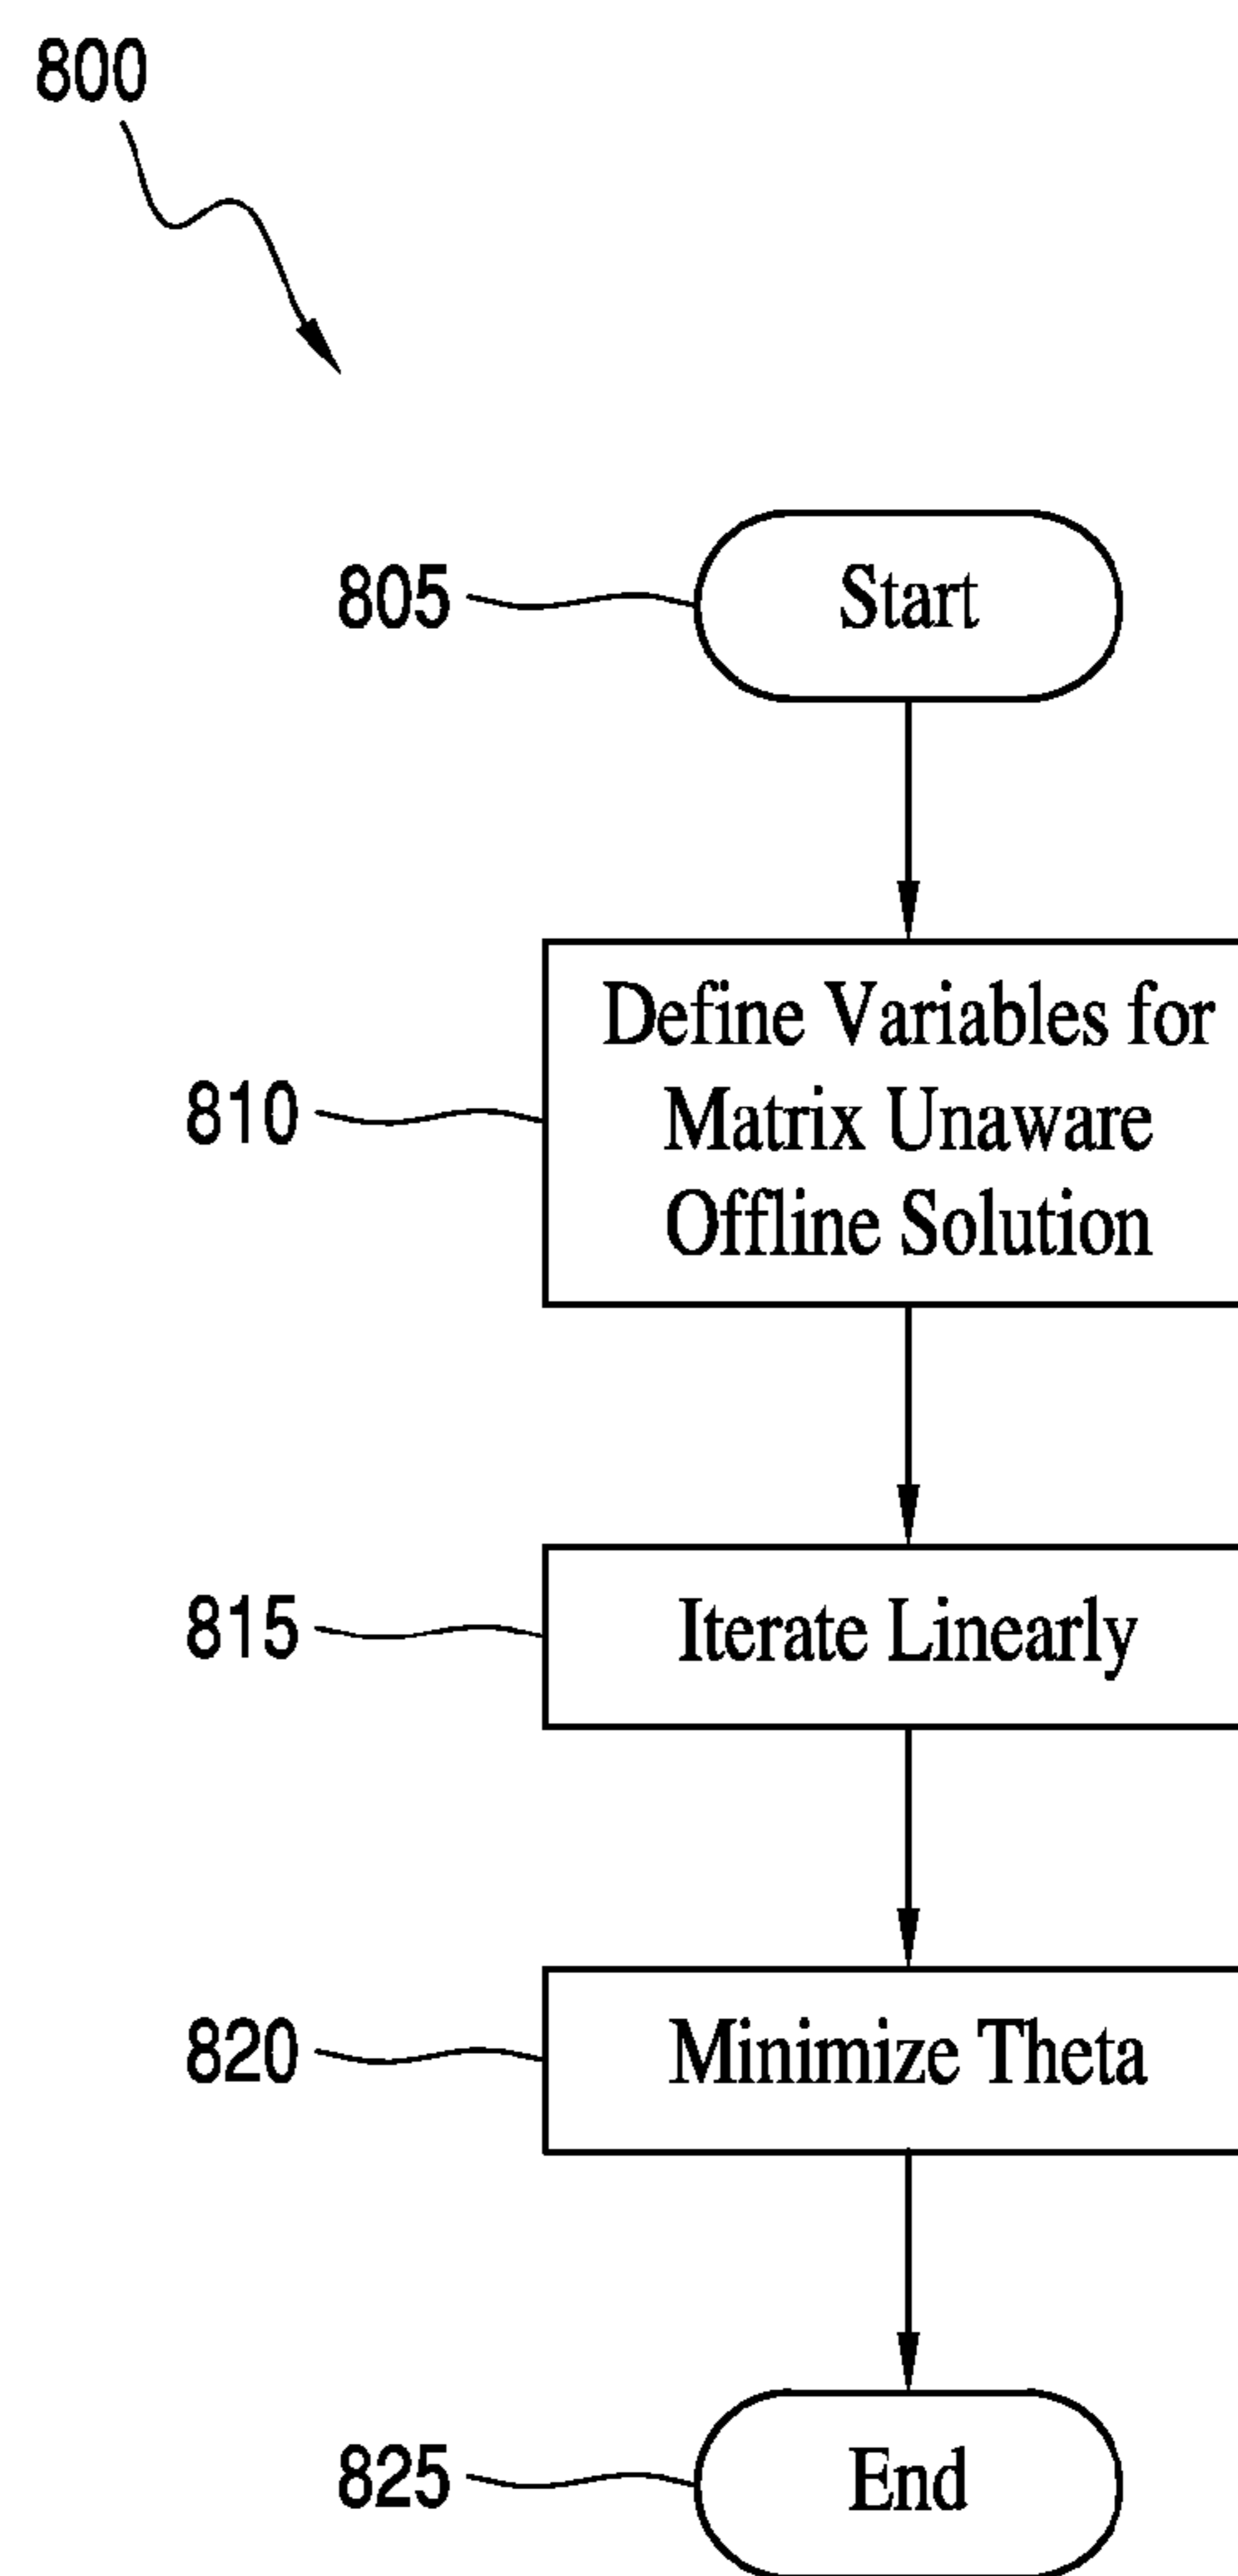 800
805
Start
810
Define Variables for
Matrix Unaware
Offline Solution
815
Iterate Linearly
820
Minimize Theta
825
End